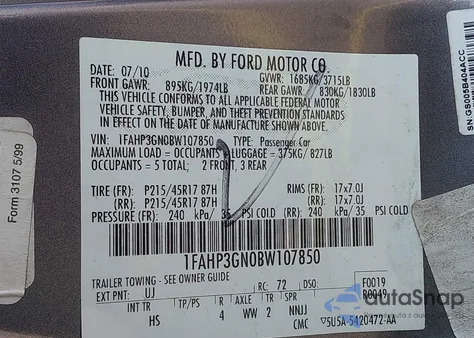 MFD. BY FORD MOTOR CO.
DATE: 07/10
GVWR: 1685KG/3715LB
FRONT GAWR: 895KG/1974LB
REAR GAWR: 830KG/1830LB
THIS VEHICLE CONFORMS TO ALL APPLICABLE FEDERAL MOTOR
VEHICLE SAFETY, BUMPER, AND THEFT PREVENTION STANDARDS
IN EFFECT ON THE DATE OF MANUFACTURE SHOWN ABOVE.
VIN: 1FAHP3GN0BW107850 TYPE: Passenger Car
MAXIMUM LOAD = OCCUPANTS + LUGGAGE = 375KG / 827LB
OCCUPANTS = 5 TOTAL; 2 FRONT, 3 REAR
TIRE (FR): P215/45R17 87H RIMS (FR): 17x7.0J
TIRE (RR): P215/45R17 87H RIMS (RR): 17x7.0J
PRESSURE (FR): 240 kPa/ 35 PSI COLD (RR): 240 kPa/ 35 PSI COLD
1FAHP3GN0BW107850
TRAILER TOWING - SEE OWNER GUIDE
EXT PNT: UJ RC: 72 DSO: F0019
R0049
INT TR TP/PS R AXLE TR SPR
HS 4 WW 2 NNJJ
CMC 5U5A-5420472-AA
Form 3107 5/99
SN:GS005B804ACC
autoSnap